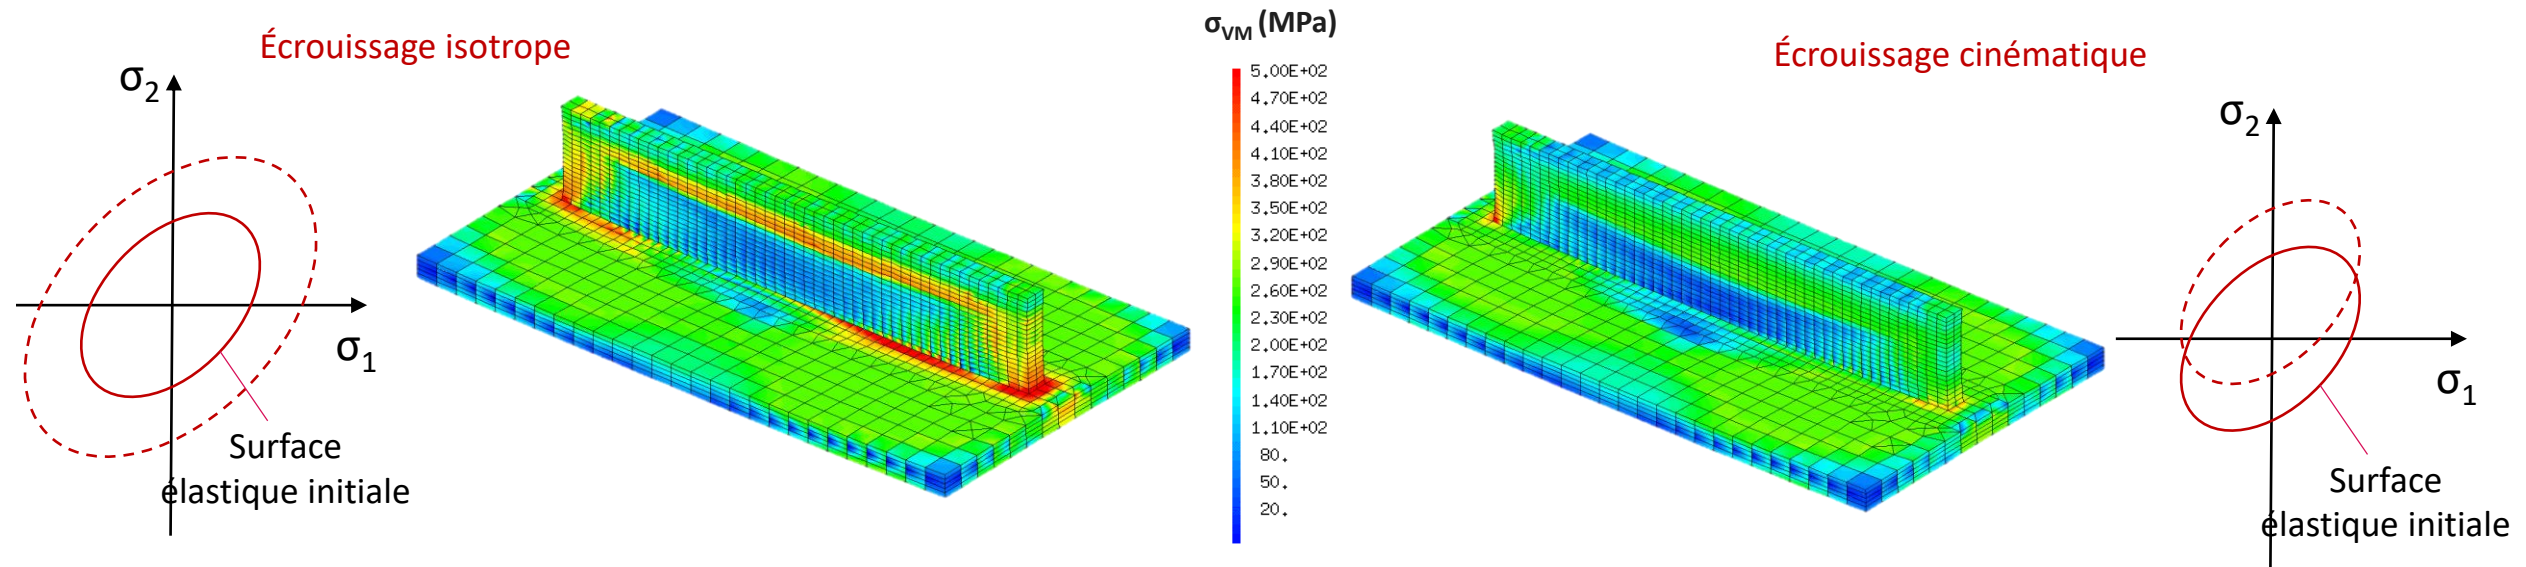 Écrouissage isotrope
σ2
σ1
Surface
élastique initiale
σVM (MPa)
5.00E+02
4.70E+02
4.40E+02
4.10E+02
3.80E+02
3.50E+02
3.20E+02
2.90E+02
2.60E+02
2.30E+02
2.00E+02
1.70E+02
1.40E+02
1.10E+02
80.
50.
20.
Écrouissage cinématique
σ2
σ1
Surface
élastique initiale